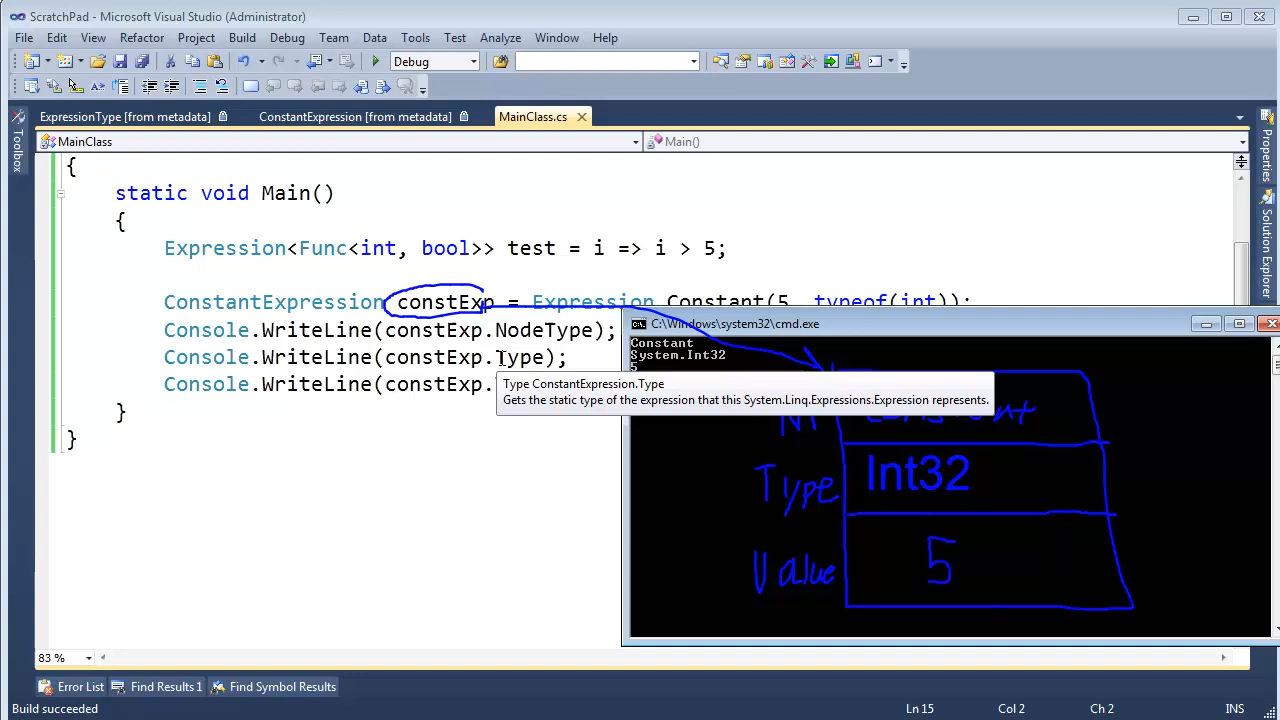 ScratchPad - Microsoft Visual Studio (Administrator)
File Edit View Refactor Project Build Debug Team Data Tools Test Analyze Window Help
Debug
ExpressionType [from metadata] ConstantExpression [from metadata] MainClass.cs
MainClass Main()
Toolbox
Properties
Solution Explorer
{
static void Main()
{
Expression<Func<int, bool>> test = i => i > 5;
ConstantExpression constExp = Expression.Constant(5, typeof(int));
Console.WriteLine(constExp.NodeType);
Console.WriteLine(constExp.Type);
Console.WriteLine(constExp.
}
}
C:\Windows\system32\cmd.exe
Constant
System.Int32
5
Type ConstantExpression.Type
Gets the static type of the expression that this System.Linq.Expressions.Expression represents.
Type Int32
Value 5
83 %
Error List Find Results 1 Find Symbol Results
Build succeeded Ln 15 Col 2 Ch 2 INS